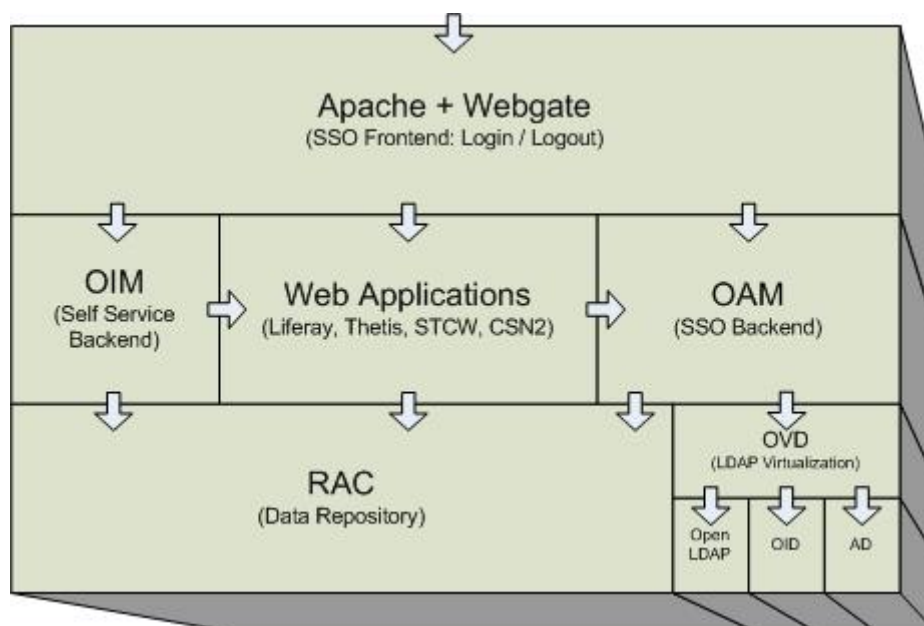 Apache + Webgate
(SSO Frontend: Login / Logout)
OIM
(Self Service
Backend)
Web Applications
(Liferay, Thetis, STCW, CSN2)
OAM
(SSO Backend)
RAC
(Data Repository)
OVD
(LDAP Virtualization)
Open
LDAP
OID
AD